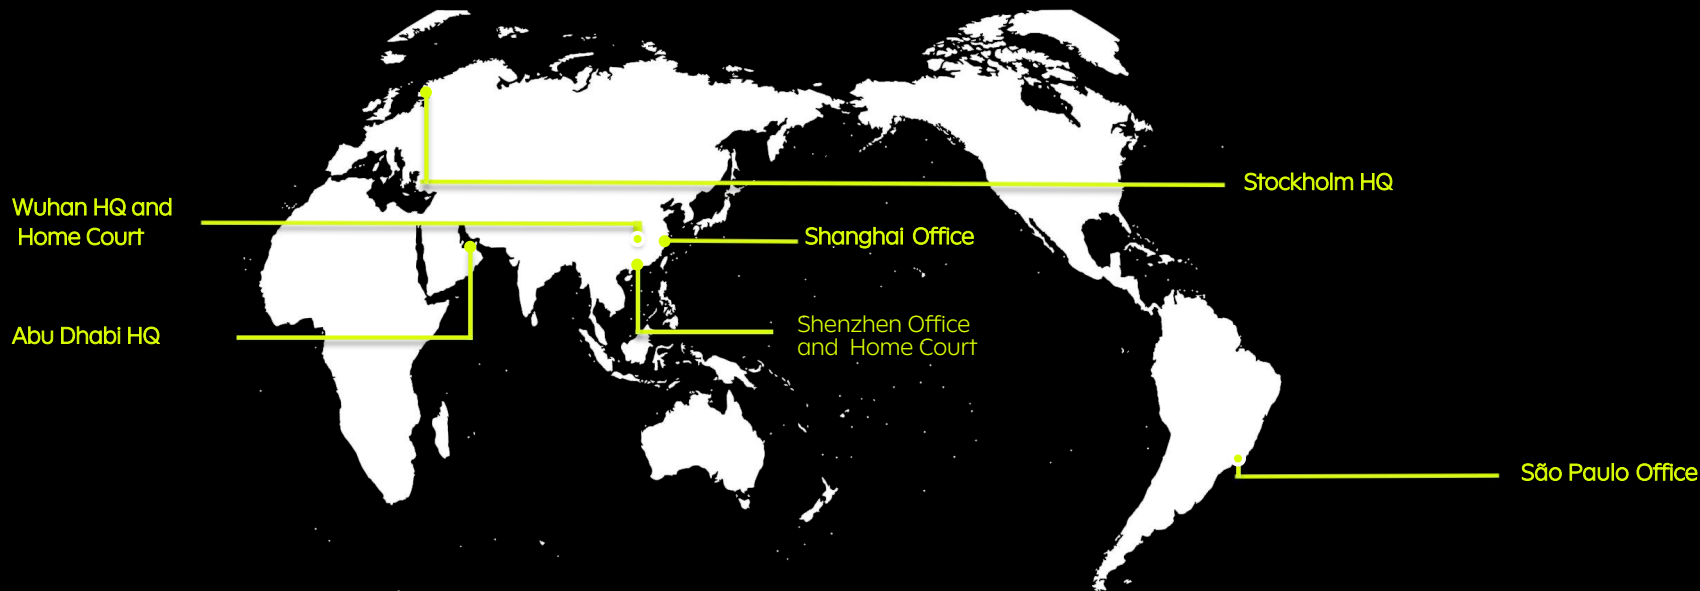 Stockholm HQ
Wuhan HQ and
Home Court
Shanghai Office
Abu Dhabi HQ
Shenzhen Office
and Home Court
São Paulo Office